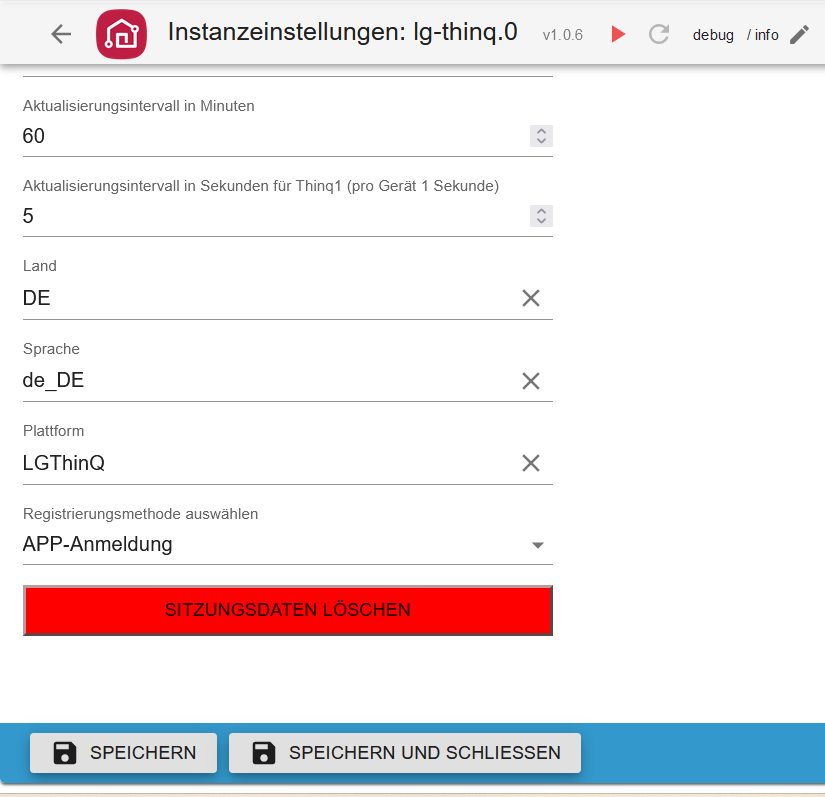 Instanzeinstellungen: lg-thinq.0 v1.0.6 debug / info
Aktualisierungsintervall in Minuten
60
Aktualisierungsintervall in Sekunden für Thinq1 (pro Gerät 1 Sekunde)
5
Land
DE
Sprache
de_DE
Plattform
LGThinQ
Registrierungsmethode auswählen
APP-Anmeldung
SITZUNGSDATEN LÖSCHEN
SPEICHERN SPEICHERN UND SCHLIESSEN